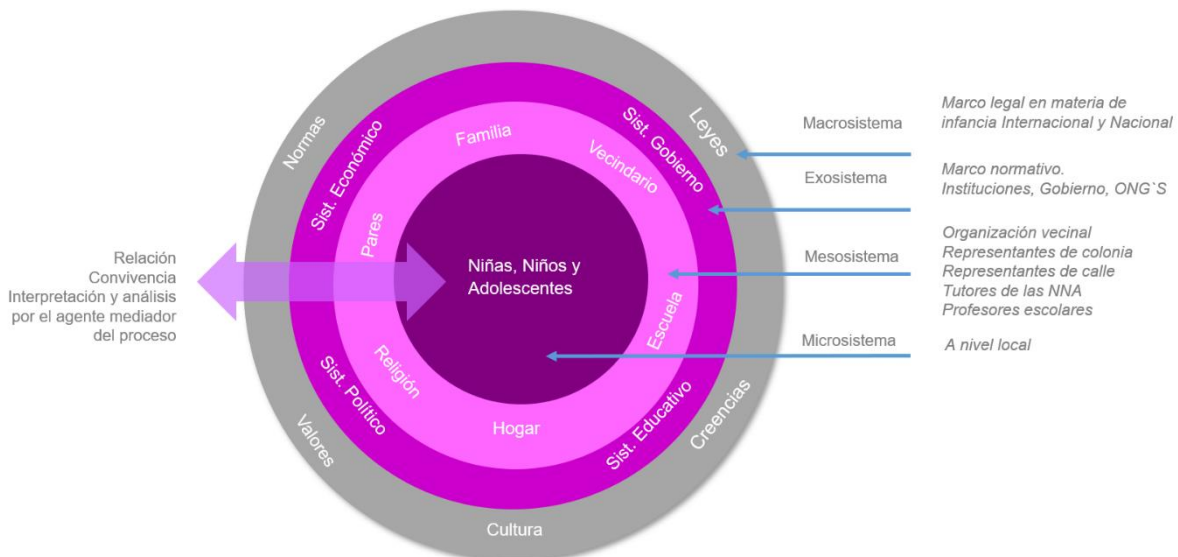 Normas
Leyes
Creencias
Cultura
Valores
Sist. Económico
Sist. Gobierno
Sist. Educativo
Sist. Político
Familia
Vecindario
Escuela
Hogar
Religión
Pares
Niñas, Niños y
Adolescentes
Relación
Convivencia
Interpretación y análisis
por el agente mediador
del proceso
Macrosistema
Marco legal en materia de
infancia Internacional y Nacional
Exosistema
Marco normativo.
Instituciones, Gobierno, ONG`S
Mesosistema
Organización vecinal
Representantes de colonia
Representantes de calle
Tutores de las NNA
Profesores escolares
Microsistema
A nivel local